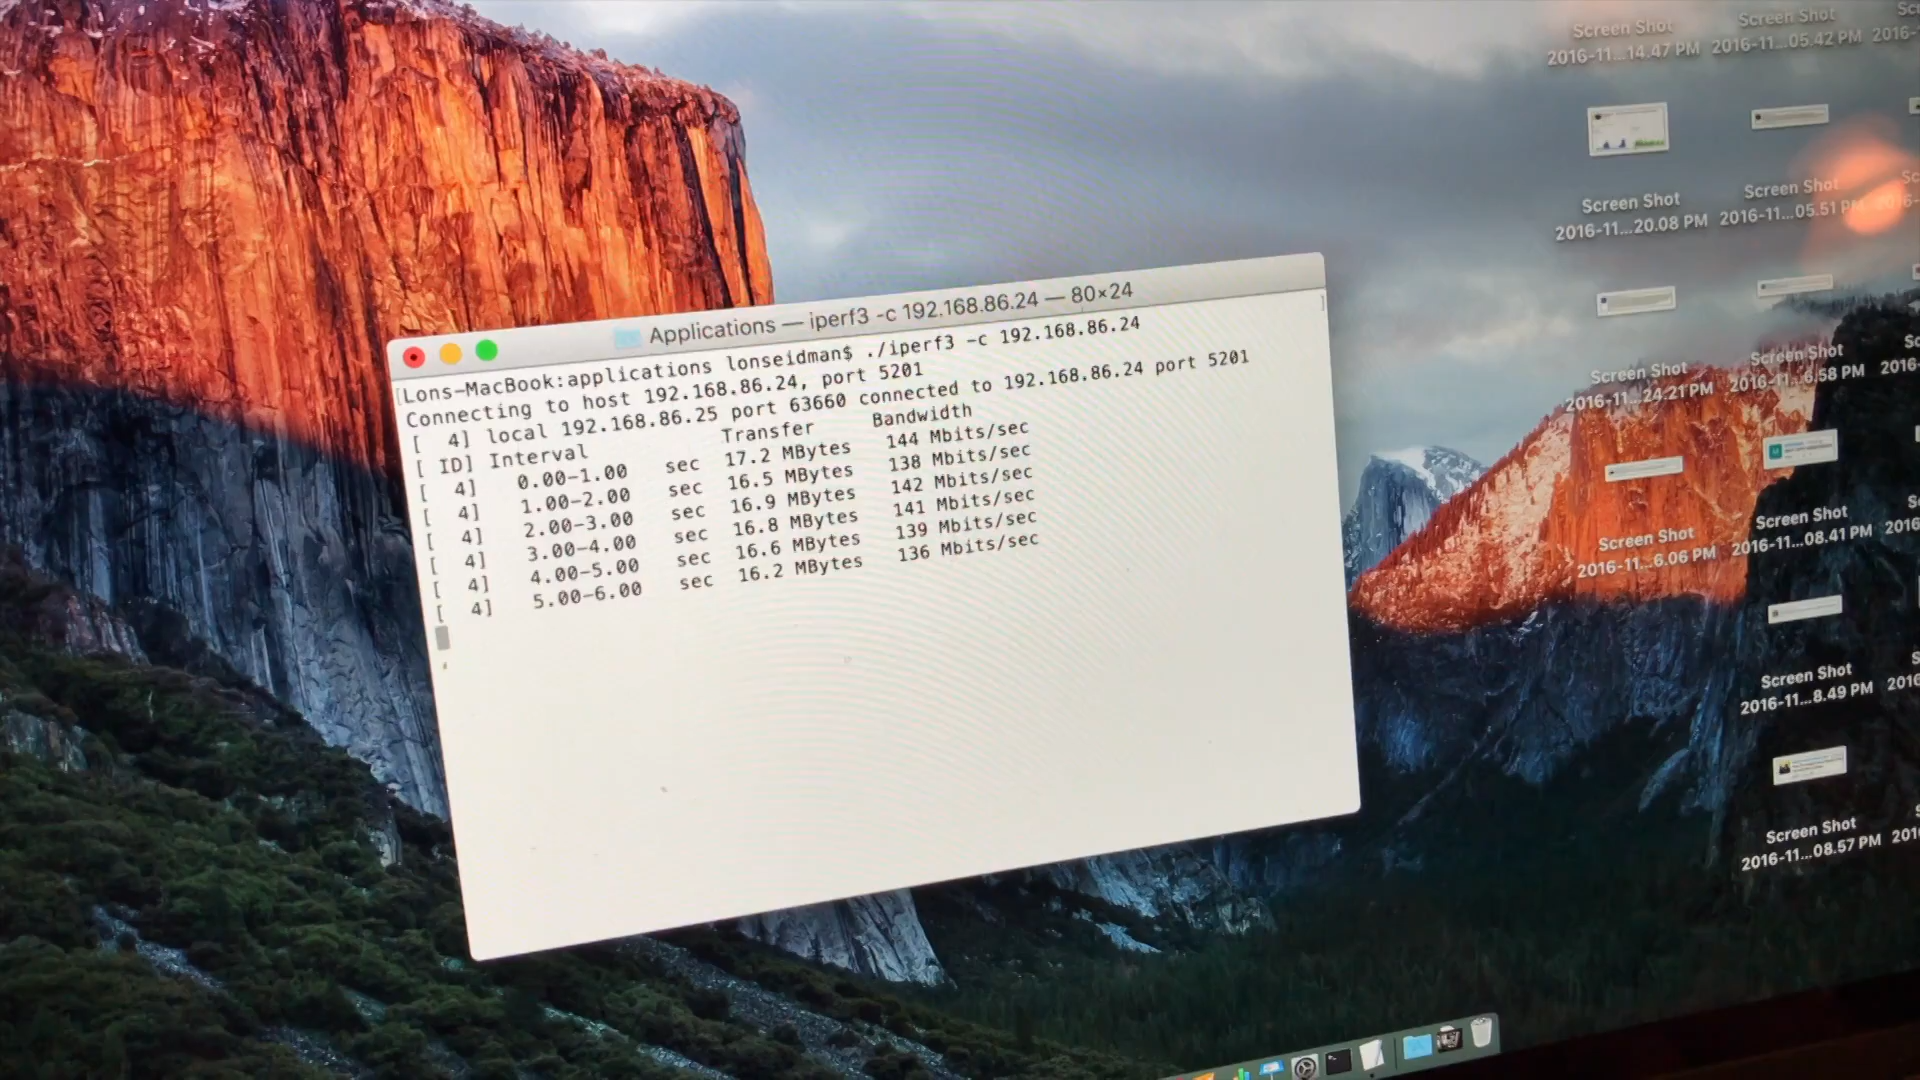 Applications — iperf3 -c 192.168.86.24 — 80×24
[Lons-MacBook:applications lonseidman$ ./iperf3 -c 192.168.86.24 ]
Connecting to host 192.168.86.24, port 5201
[  4] local 192.168.86.25 port 63660 connected to 192.168.86.24 port 5201
[ ID] Interval Transfer Bandwidth
[  4] 0.00-1.00 sec 17.2 MBytes 144 Mbits/sec
[  4] 1.00-2.00 sec 16.5 MBytes 138 Mbits/sec
[  4] 2.00-3.00 sec 16.9 MBytes 142 Mbits/sec
[  4] 3.00-4.00 sec 16.8 MBytes 141 Mbits/sec
[  4] 4.00-5.00 sec 16.6 MBytes 139 Mbits/sec
[  4] 5.00-6.00 sec 16.2 MBytes 136 Mbits/sec
Screen Shot
2016-11...14.47 PM
Screen Shot
2016-11...05.42 PM
2016-11
Screen Shot
2016-11...20.08 PM
Screen Shot
2016-11...05.51 PM
Screen Shot
2016-11...24.21 PM
Screen Shot
2016-11...6.58 PM
2016-
Screen Shot
2016-11...6.06 PM
Screen Shot
2016-11...08.41 PM
Screen Shot
2016-11...8.49 PM
2016
Screen Shot
2016-11...08.57 PM